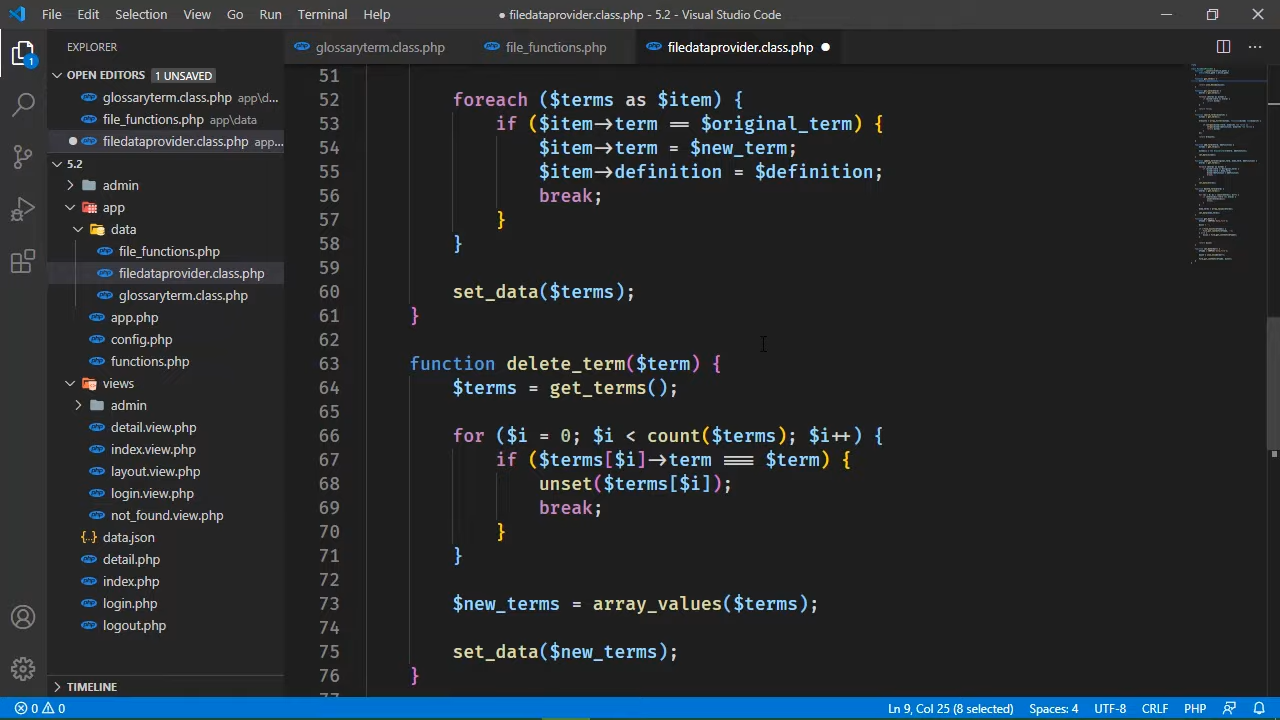 File Edit Selection View Go Run Terminal Help
● filedataprovider.class.php - 5.2 - Visual Studio Code
EXPLORER
OPEN EDITORS 1 UNSAVED
glossaryterm.class.php app\d...
file_functions.php app\data
filedataprovider.class.php app...
5.2
admin
app
data
file_functions.php
filedataprovider.class.php
glossaryterm.class.php
app.php
config.php
functions.php
views
admin
detail.view.php
index.view.php
layout.view.php
login.view.php
not_found.view.php
data.json
detail.php
index.php
login.php
logout.php
TIMELINE
glossaryterm.class.php file_functions.php filedataprovider.class.php ●
51
52 foreach ($terms as $item) {
53 if ($item->term == $original_term) {
54 $item->term = $new_term;
55 $item->definition = $definition;
56 break;
57 }
58 }
59
60 set_data($terms);
61 }
62
63 function delete_term($term) {
64 $terms = get_terms();
65
66 for ($i = 0; $i < count($terms); $i++) {
67 if ($terms[$i]->term === $term) {
68 unset($terms[$i]);
69 break;
70 }
71 }
72
73 $new_terms = array_values($terms);
74
75 set_data($new_terms);
76 }
1
0 0 Ln 9, Col 25 (8 selected) Spaces: 4 UTF-8 CRLF PHP